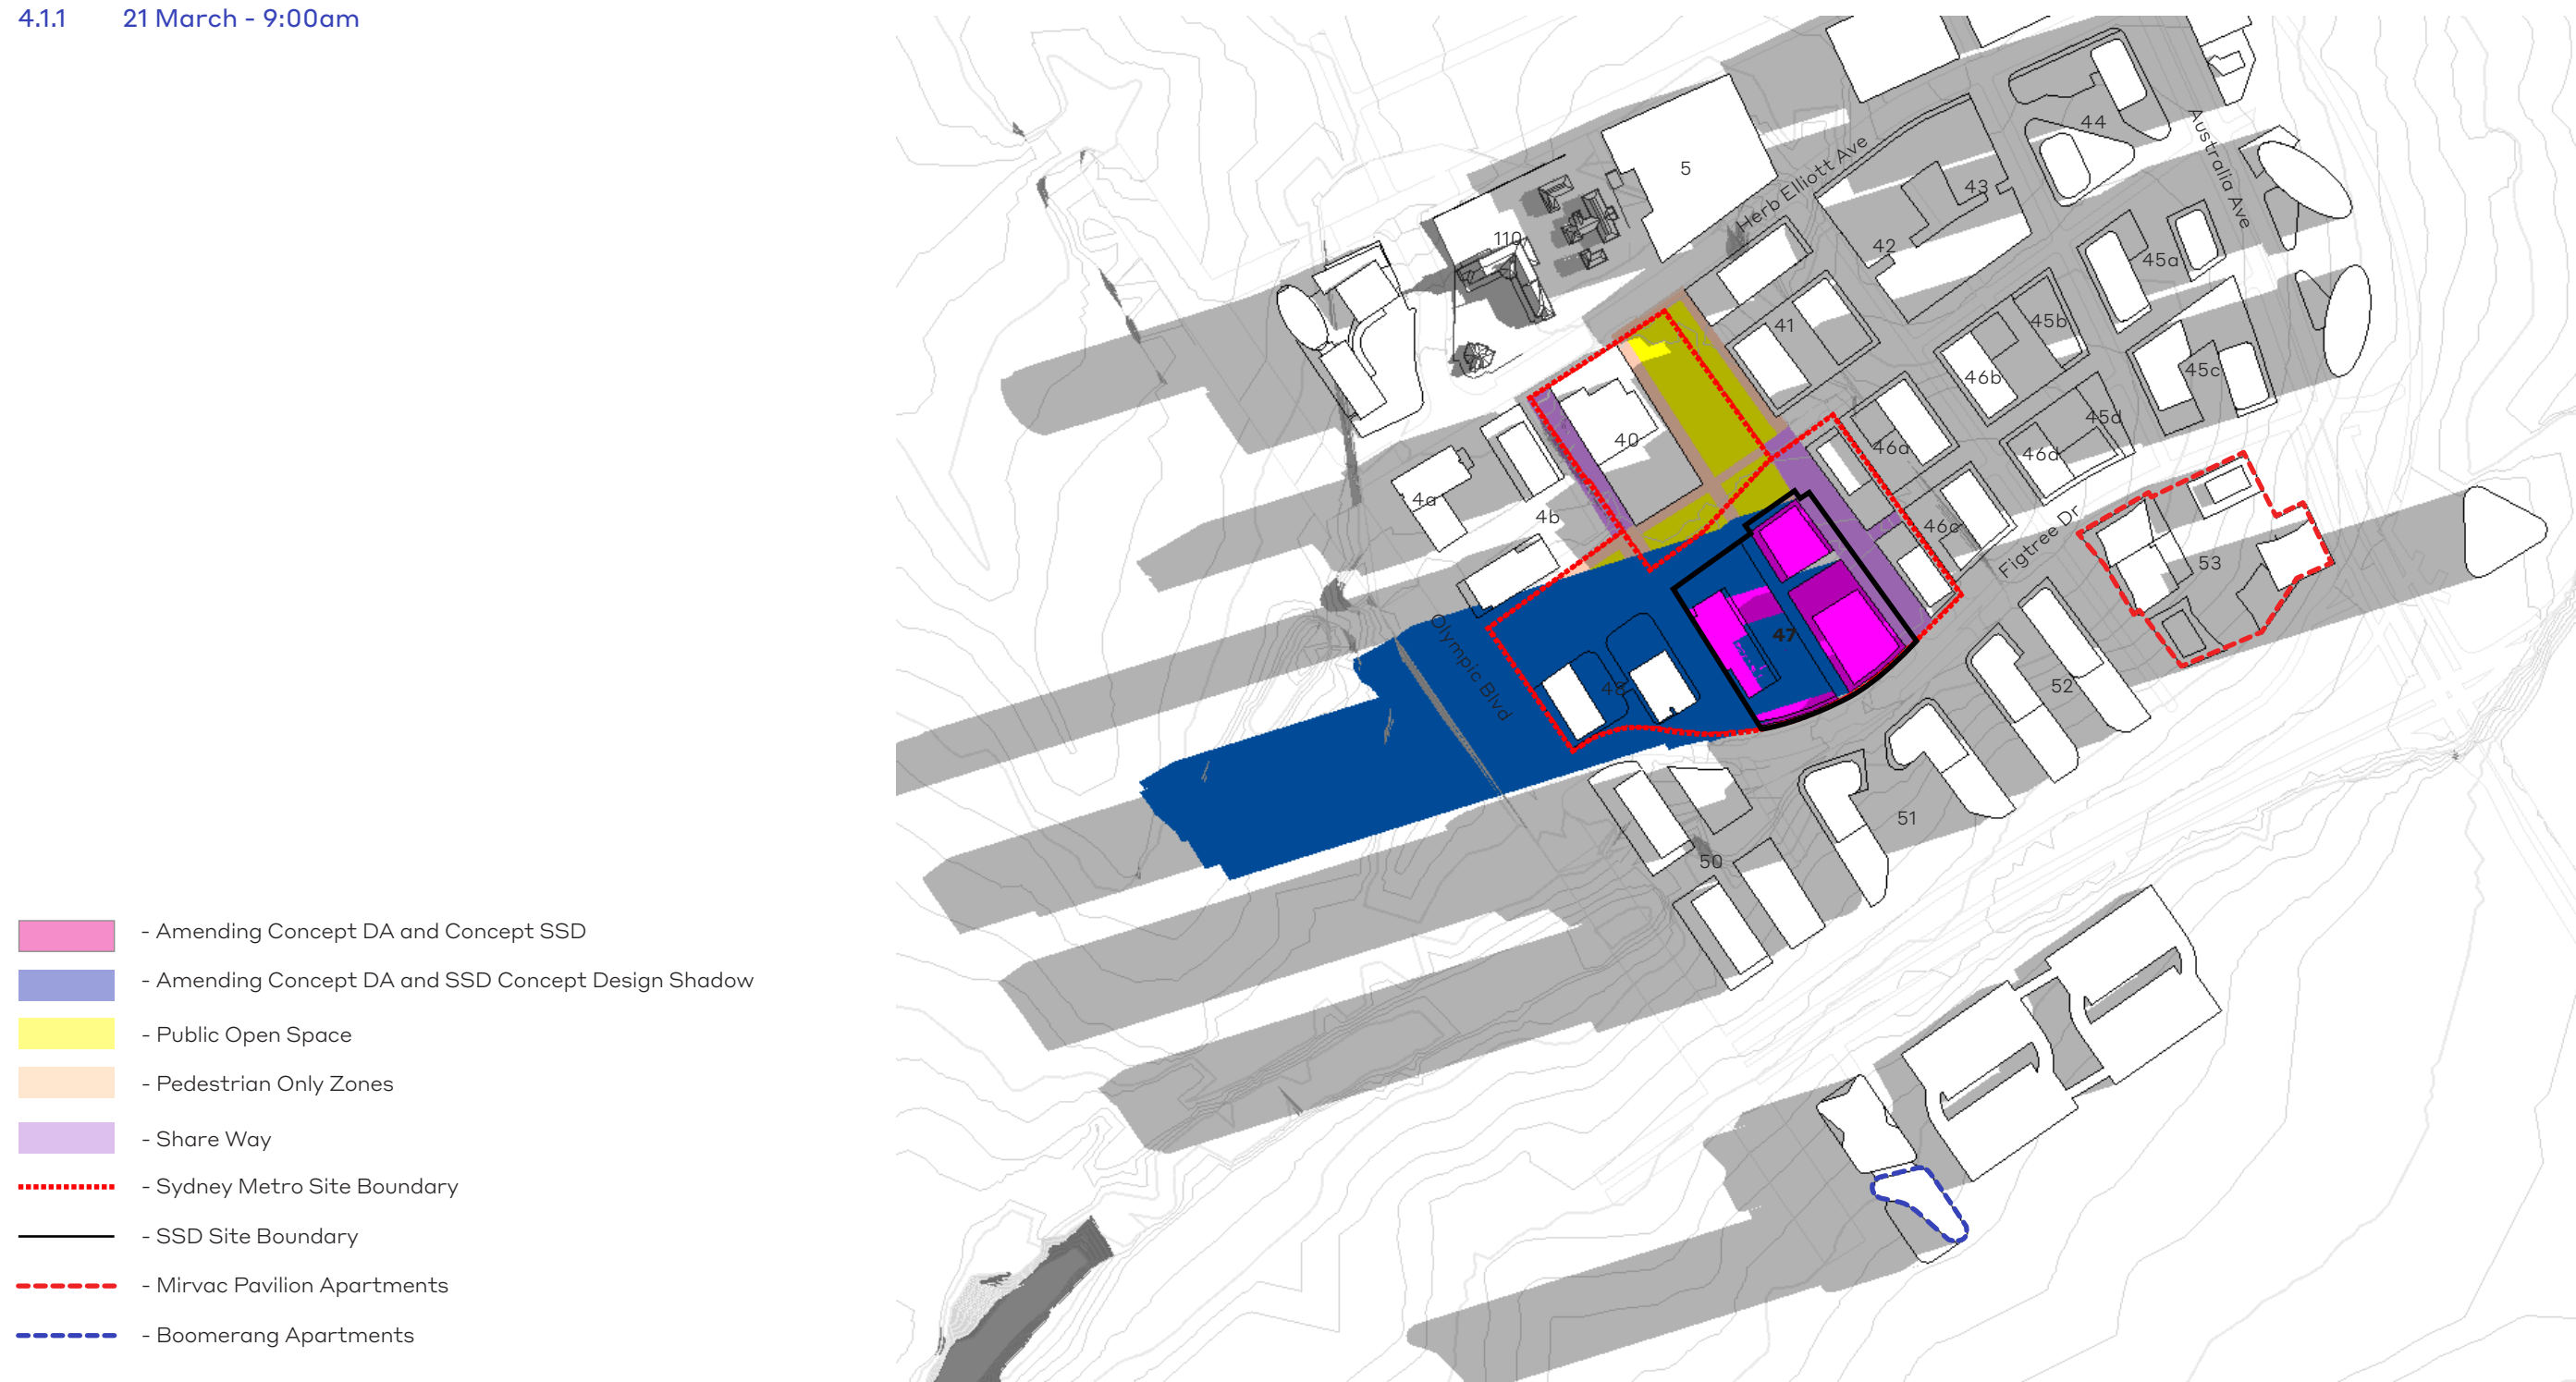 4.1.1 21 March - 9:00am
- Amending Concept DA and Concept SSD
- Amending Concept DA and SSD Concept Design Shadow
- Public Open Space
- Pedestrian Only Zones
- Share Way
- Sydney Metro Site Boundary
- SSD Site Boundary
- Mirvac Pavilion Apartments
- Boomerang Apartments
44
Australia Ave
5
Herb Elliott Ave
43
110
42
45a
41
45b
46b
45c
40
45d
46a
46d
4a
4b
46c
Figtree Dr
53
Olympic Blvd
47
48
52
51
50